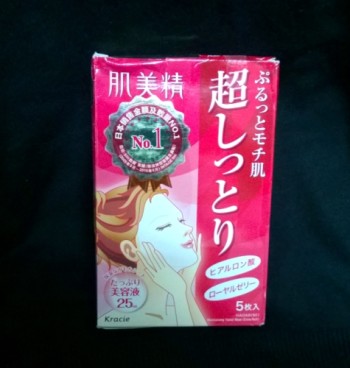 肌美精
ぷるっとモチ肌
超しっとり
No.1
ヒアルロン酸
ローヤルゼリー
たっぷり
美容液
25mL
5枚入
Kracie